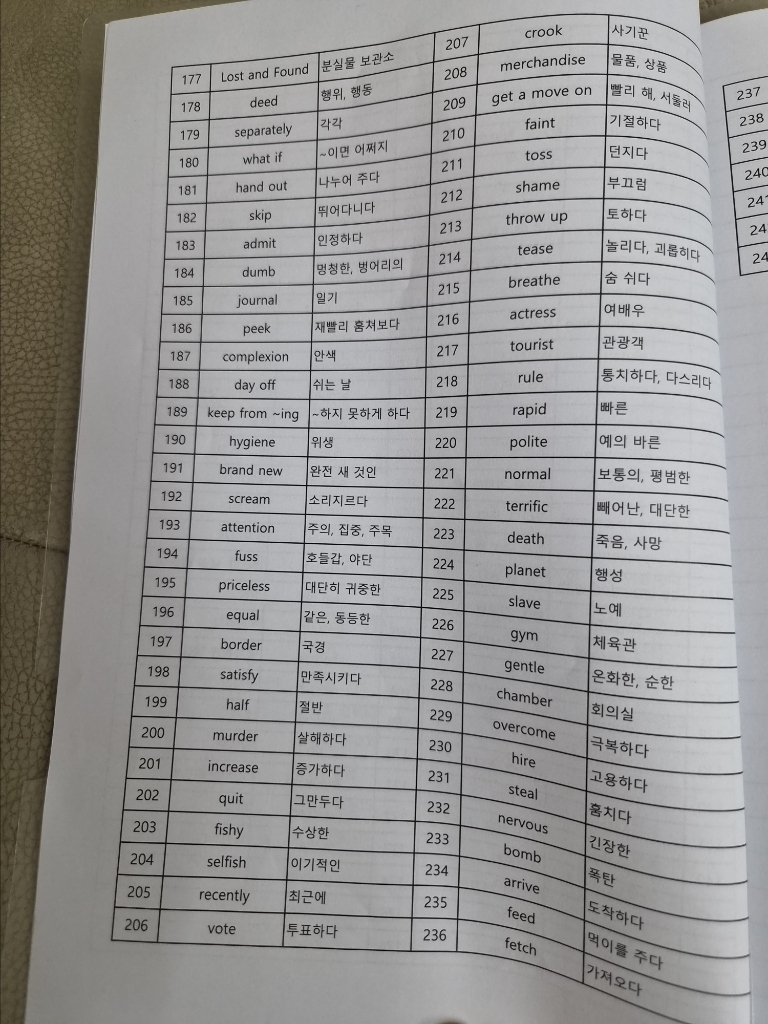 177 Lost and Found 분실물 보관소
178 deed 행위, 행동
179 separately 각각
180 what if ~이면 어쩌지
181 hand out 나누어 주다
182 skip 뛰어다니다
183 admit 인정하다
184 dumb 멍청한, 벙어리의
185 journal 일기
186 peek 재빨리 훔쳐보다
187 complexion 안색
188 day off 쉬는 날
189 keep from ~ing ~하지 못하게 하다
190 hygiene 위생
191 brand new 완전 새 것인
192 scream 소리지르다
193 attention 주의, 집중, 주목
194 fuss 호들갑, 야단
195 priceless 대단히 귀중한
196 equal 같은, 동등한
197 border 국경
198 satisfy 만족시키다
199 half 절반
200 murder 살해하다
201 increase 증가하다
202 quit 그만두다
203 fishy 수상한
204 selfish 이기적인
205 recently 최근에
206 vote 투표하다
207 crook 사기꾼
208 merchandise 물품, 상품
209 get a move on 빨리 해, 서둘러
210 faint 기절하다
211 toss 던지다
212 shame 부끄럼
213 throw up 토하다
214 tease 놀리다, 괴롭히다
215 breathe 숨 쉬다
216 actress 여배우
217 tourist 관광객
218 rule 통치하다, 다스리다
219 rapid 빠른
220 polite 예의 바른
221 normal 보통의, 평범한
222 terrific 빼어난, 대단한
223 death 죽음, 사망
224 planet 행성
225 slave 노예
226 gym 체육관
227 gentle 온화한, 순한
228 chamber 회의실
229 overcome 극복하다
230 hire 고용하다
231 steal 훔치다
232 nervous 긴장한
233 bomb 폭탄
234 arrive 도착하다
235 feed 먹이를 주다
236 fetch 가져오다
237
238
239
240